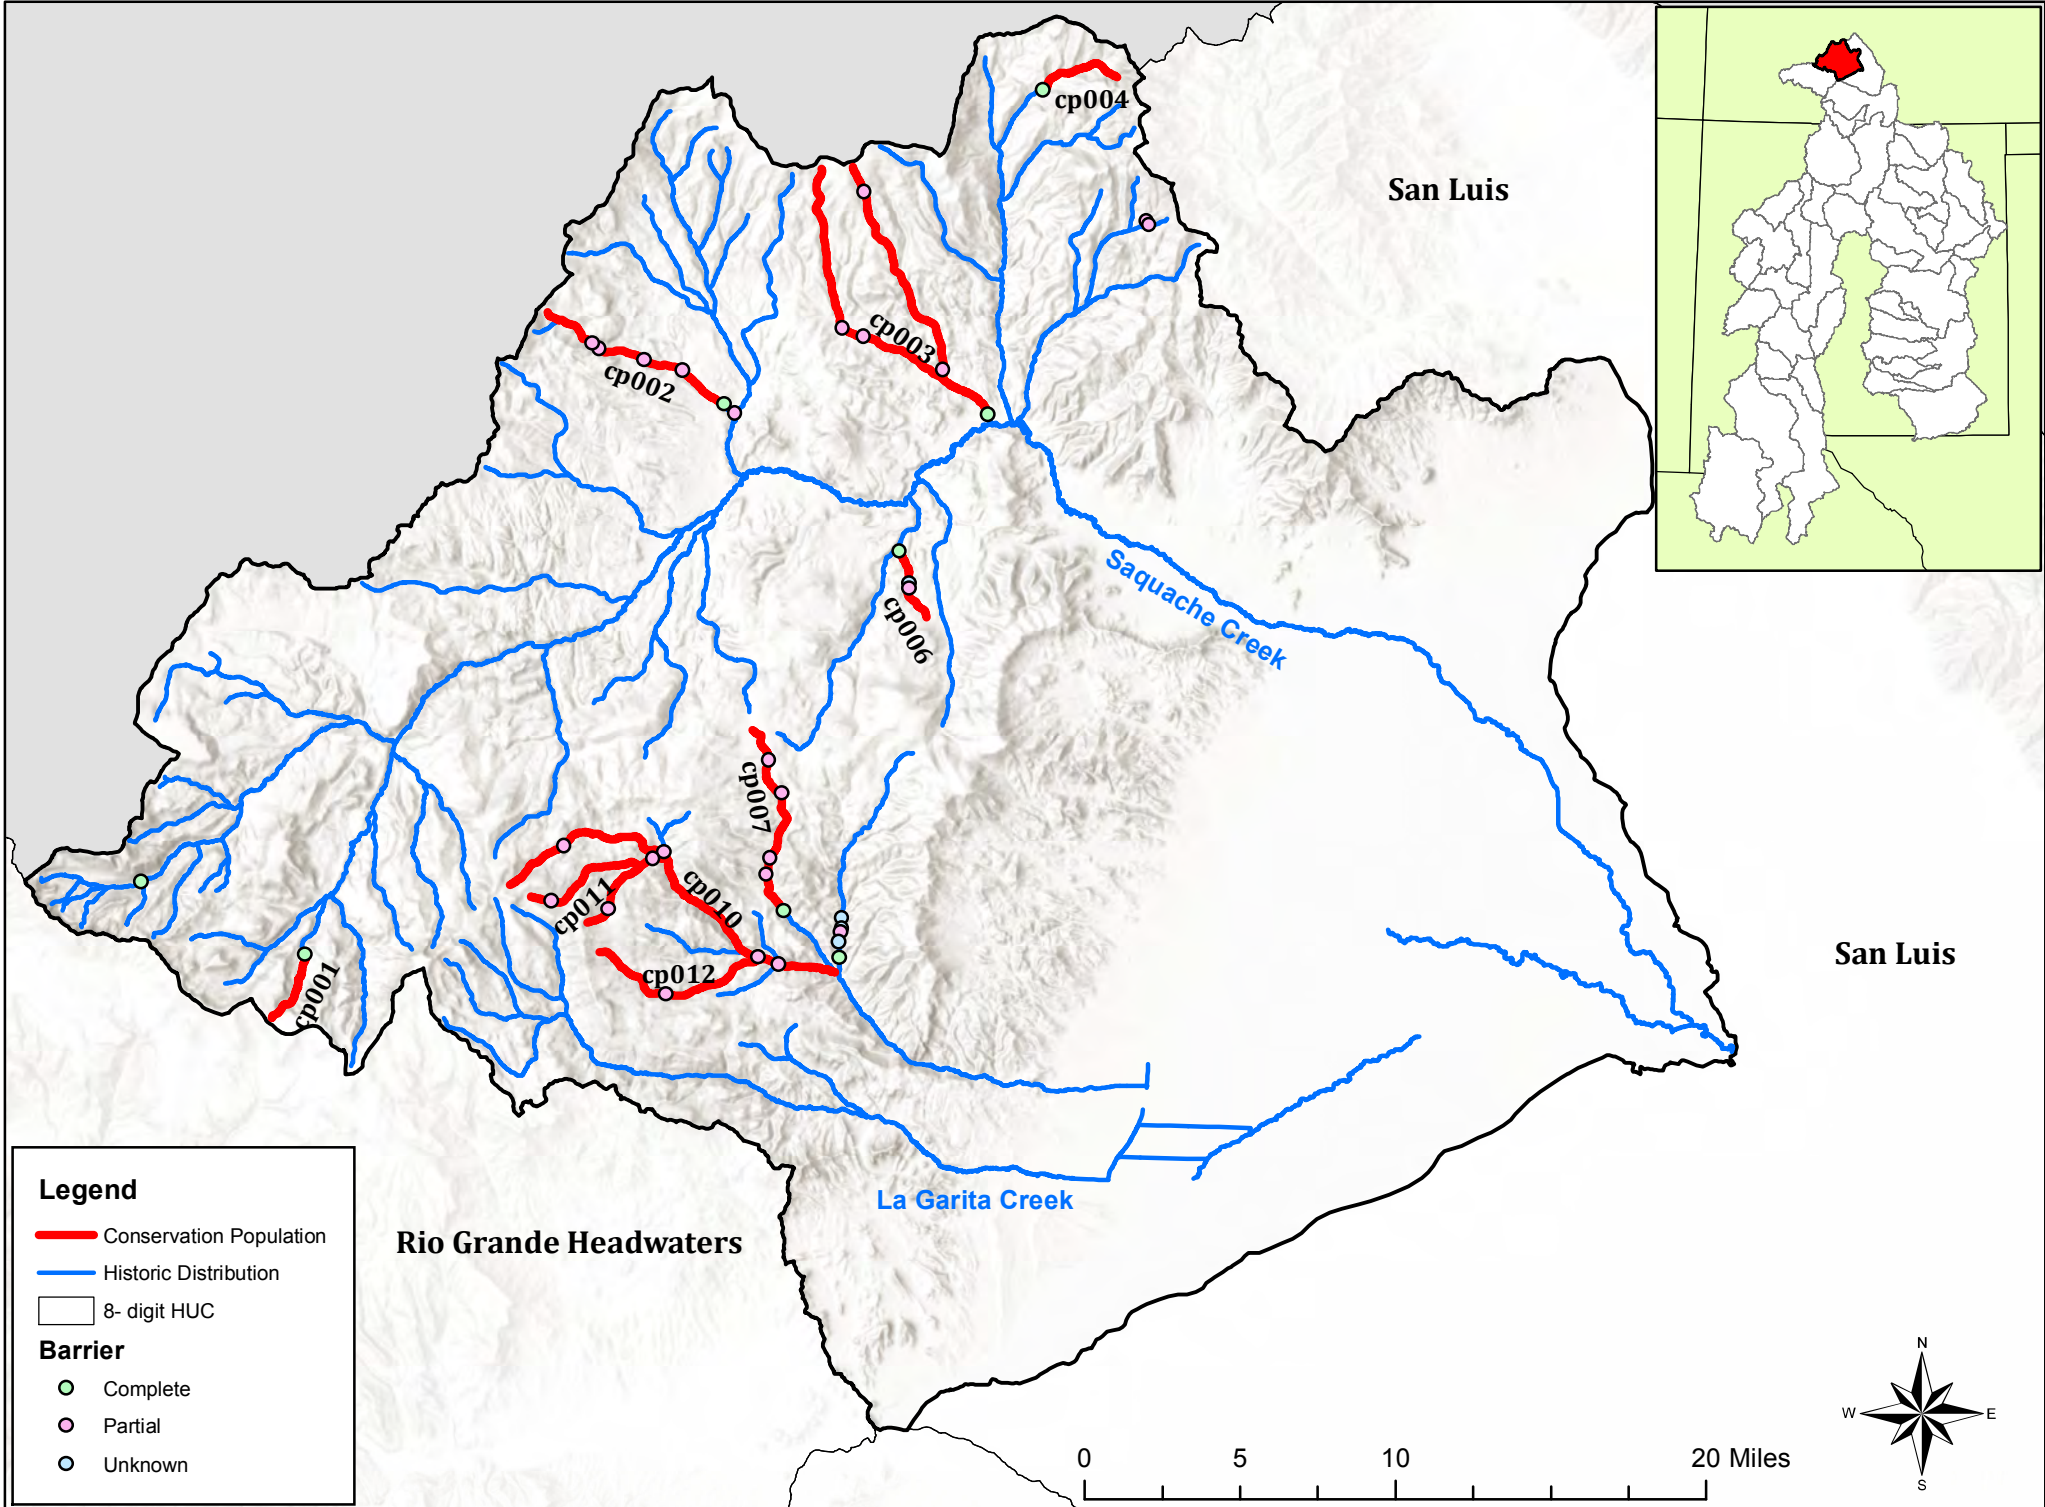 cp004
San Luis
cp003
cp002
Saquache Creek
cp006
cp007
cp011
cp010
cp012
cp001
San Luis
La Garita Creek
Rio Grande Headwaters
Legend
Conservation Population
Historic Distribution
8- digit HUC
Barrier
Complete
Partial
Unknown
0 5 10 20 Miles
N
W E
S